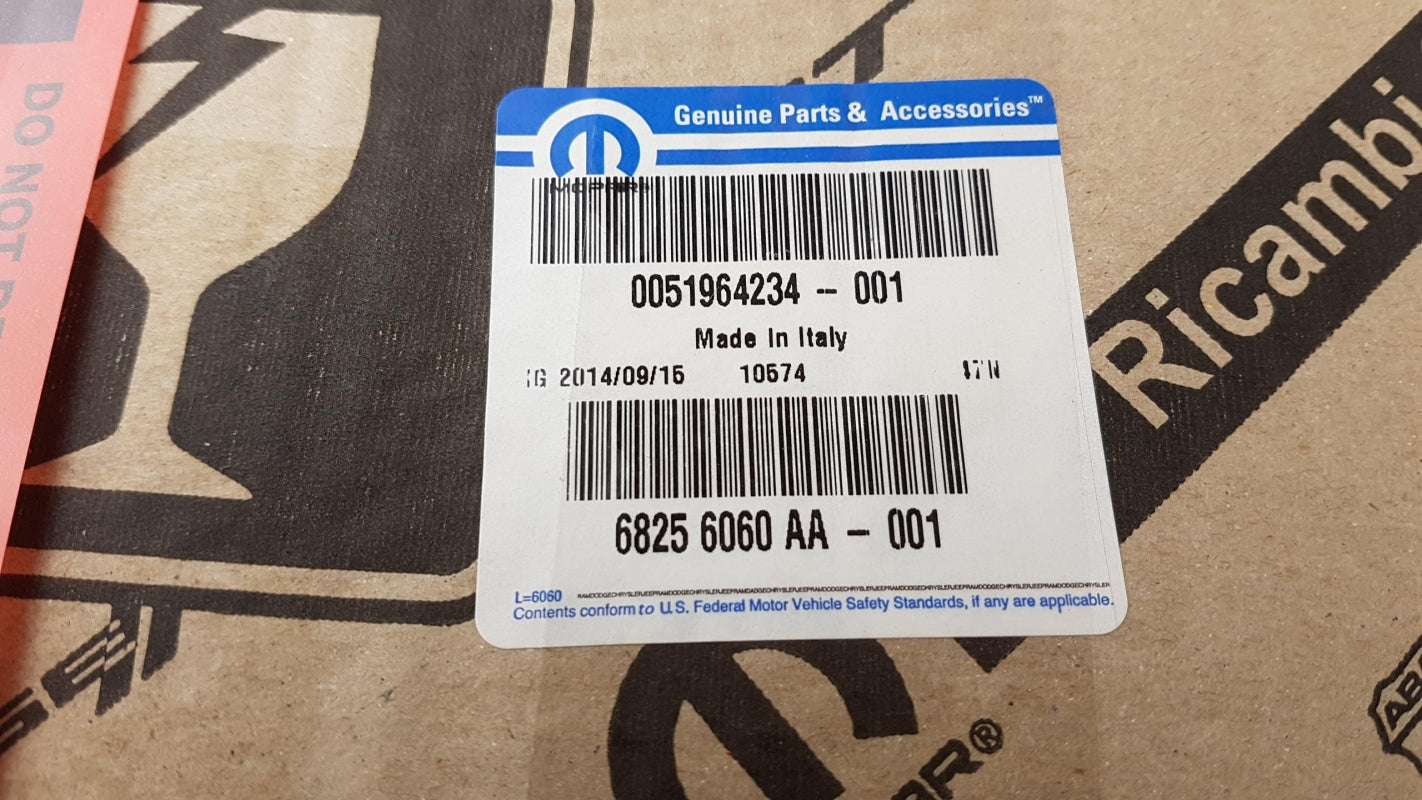 DO NOT
Genuine Parts & Accessories™
MOPAR®
0051964234 – 001
Made In Italy
2014/09/15 10574
6825 6060 AA – 001
L=6060
Contents conform to U.S. Federal Motor Vehicle Safety Standards, if any are applicable.
Ricambi